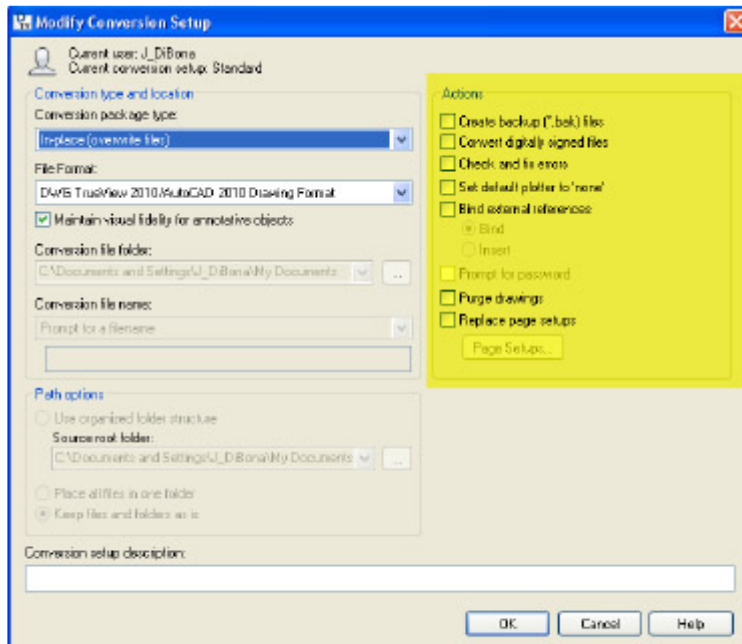 Modify Conversion Setup
Current user: J_DiBona
Current conversion setup: Standard
Conversion type and location
Conversion package type:
In-place (overwrite files)
File Format:
DWG TrueView 2010/AutoCAD 2010 Drawing Format
Maintain visual fidelity for annotative objects
Conversion file folder:
C:\Documents and Settings\J_DiBona\My Documents
...
Conversion file name:
Prompt for a filename
Path options
Use organized folder structure
Source root folder:
C:\Documents and Settings\J_DiBona\My Documents
...
Place all files in one folder
Keep files and folders as is
Actions
Create backup (*.bak) files
Convert digitally signed files
Check and fix errors
Set default plotter to 'none'
Bind external references
Bind
Insert
Prompt for password
Purge drawings
Replace page setups
Page Setups...
Conversion setup description:
OK
Cancel
Help